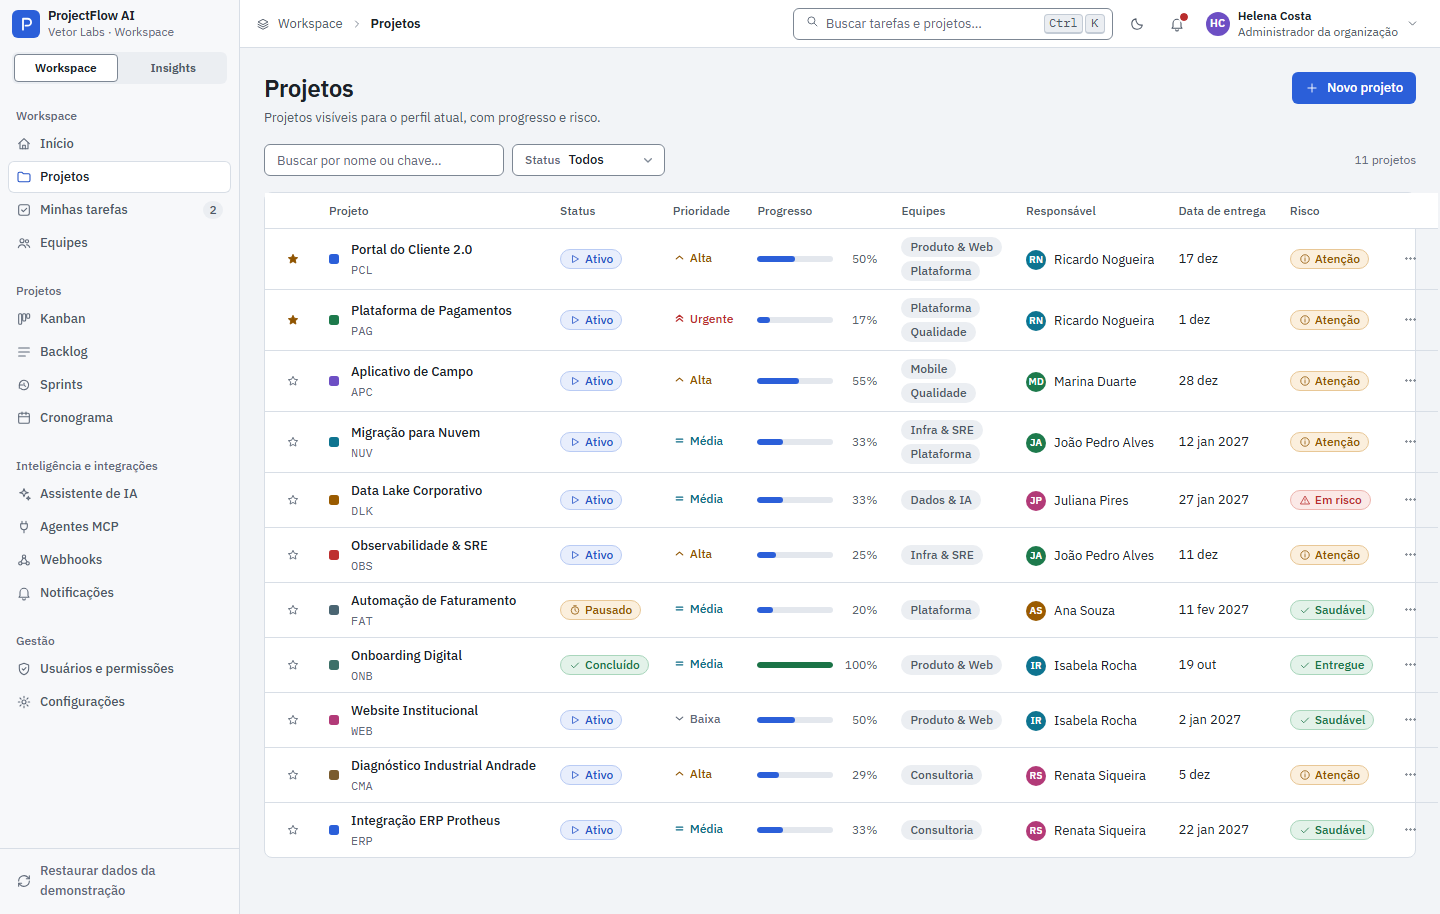 ProjectFlow AI
Vetor Labs · Workspace
Workspace
Insights
Workspace
Início
Projetos
Minhas tarefas
2
Equipes
Projetos
Kanban
Backlog
Sprints
Cronograma
Inteligência e integrações
Assistente de IA
Agentes MCP
Webhooks
Notificações
Gestão
Usuários e permissões
Configurações
Restaurar dados da
demonstração
Workspace > Projetos
Buscar tarefas e projetos... Ctrl K
HC
Helena Costa
Administrador da organização
Projetos
Projetos visíveis para o perfil atual, com progresso e risco.
+ Novo projeto
Buscar por nome ou chave...
Status Todos
11 projetos
Projeto Status Prioridade Progresso Equipes Responsável Data de entrega Risco
Portal do Cliente 2.0
PCL
Ativo Alta 50%
Produto & Web
Plataforma
RN Ricardo Nogueira 17 dez Atenção
Plataforma de Pagamentos
PAG
Ativo Urgente 17%
Plataforma
Qualidade
RN Ricardo Nogueira 1 dez Atenção
Aplicativo de Campo
APC
Ativo Alta 55%
Mobile
Qualidade
MD Marina Duarte 28 dez Atenção
Migração para Nuvem
NUV
Ativo Média 33%
Infra & SRE
Plataforma
JA João Pedro Alves 12 jan 2027 Atenção
Data Lake Corporativo
DLK
Ativo Média 33% Dados & IA JP Juliana Pires 27 jan 2027 Em risco
Observabilidade & SRE
OBS
Ativo Alta 25% Infra & SRE JA João Pedro Alves 11 dez Atenção
Automação de Faturamento
FAT
Pausado Média 20% Plataforma AS Ana Souza 11 fev 2027 Saudável
Onboarding Digital
ONB
Concluído Média 100% Produto & Web IR Isabela Rocha 19 out Entregue
Website Institucional
WEB
Ativo Baixa 50% Produto & Web IR Isabela Rocha 2 jan 2027 Saudável
Diagnóstico Industrial Andrade
CMA
Ativo Alta 29% Consultoria RS Renata Siqueira 5 dez Atenção
Integração ERP Protheus
ERP
Ativo Média 33% Consultoria RS Renata Siqueira 22 jan 2027 Saudável